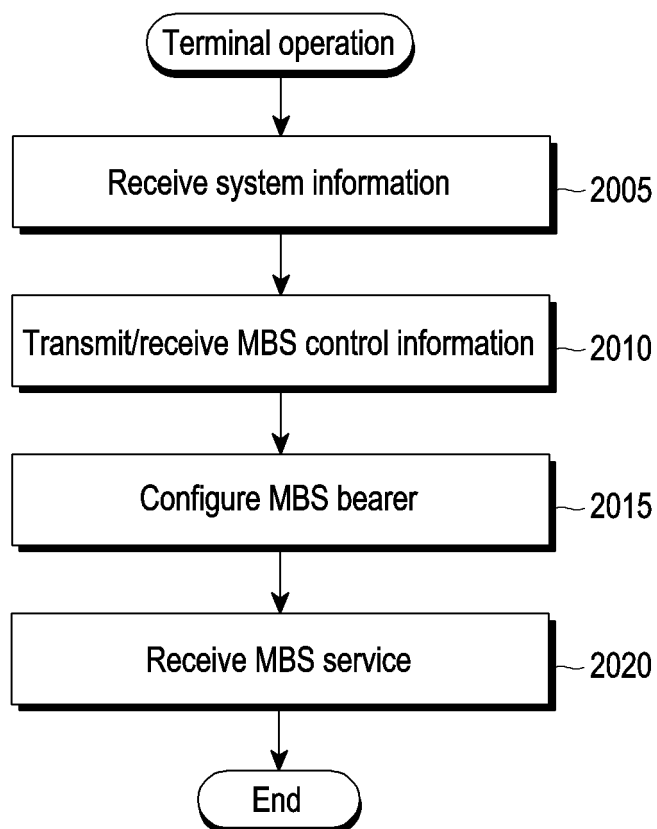 Terminal operation
Receive system information
2005
Transmit/receive MBS control information
2010
Configure MBS bearer
2015
Receive MBS service
2020
End